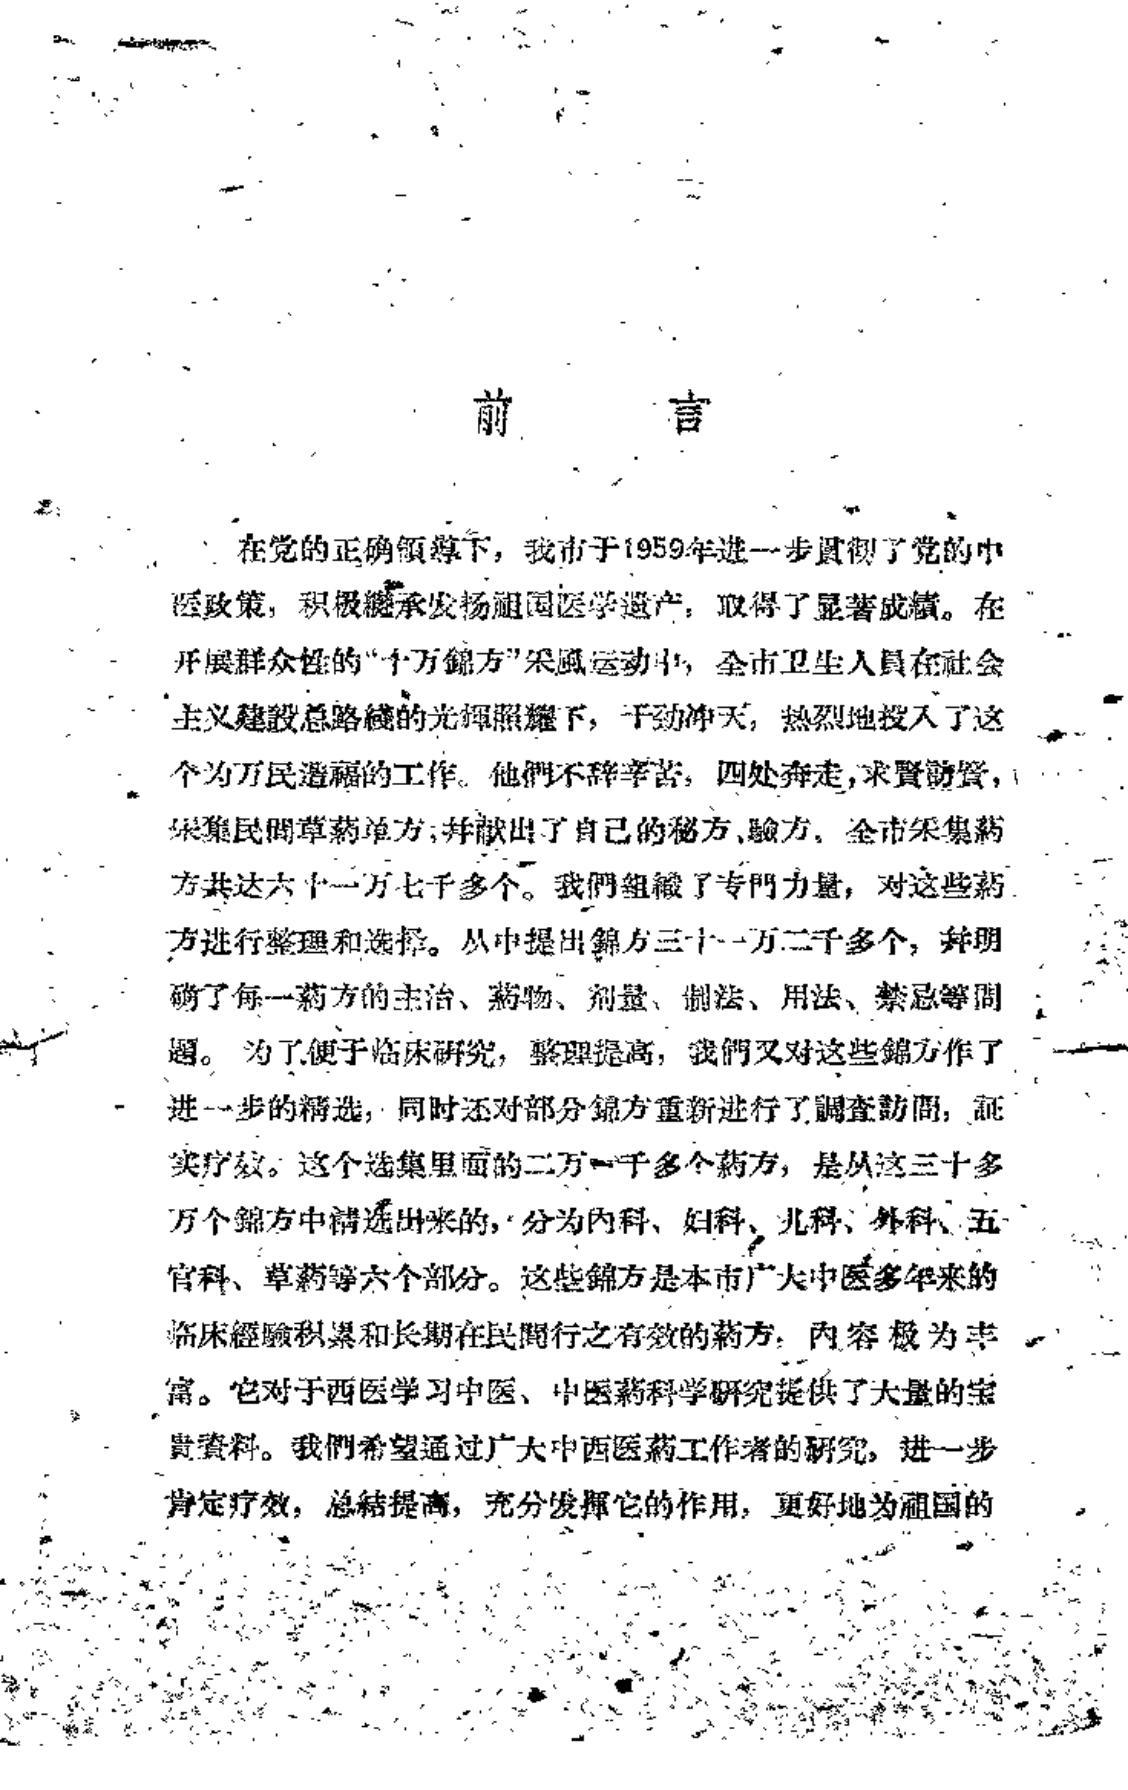 前言
在党的正确領導下，我市于1959年进一步貫彻了党的中
医政策，积极繼承发扬祖国医学遗产，取得了显著成績。在
开展群众性的“十万錦方”采風运动中，全市卫生人員在社会
主义建設总路綫的光輝照耀下，干劲冲天，热烈地投入了这
个为万民造福的工作。他們不辞辛苦，四处奔走，求賢訪賢，
采集民間草葯单方；并献出了自己的秘方、驗方。全市采集葯
方共达六十一万七千多个。我們組織了专門力量，对这些葯
方进行整理和选择。从中提出錦方三十一万二千多个，并明
确了每一葯方的主治、葯物、剂量、制法、用法、禁忌等問
題。为了便于临床研究，整理提高，我們又对这些錦方作了
进一步的精选，同时还对部分錦方重新进行了調查訪問，証
实疗效。这个选集里面的二万一千多个葯方，是从这三十多
万个錦方中精选出来的，分为內科、妇科、儿科、外科、五
官科、草葯等六个部分。这些錦方是本市广大中医多年来的
临床經驗积累和长期在民間行之有效的葯方，內容极为丰
富。它对于西医学习中医、中医葯科学研究提供了大量的宝
貴資料。我們希望通过广大中西医葯工作者的研究，进一步
肯定疗效，总結提高，充分发揮它的作用，更好地为祖国的